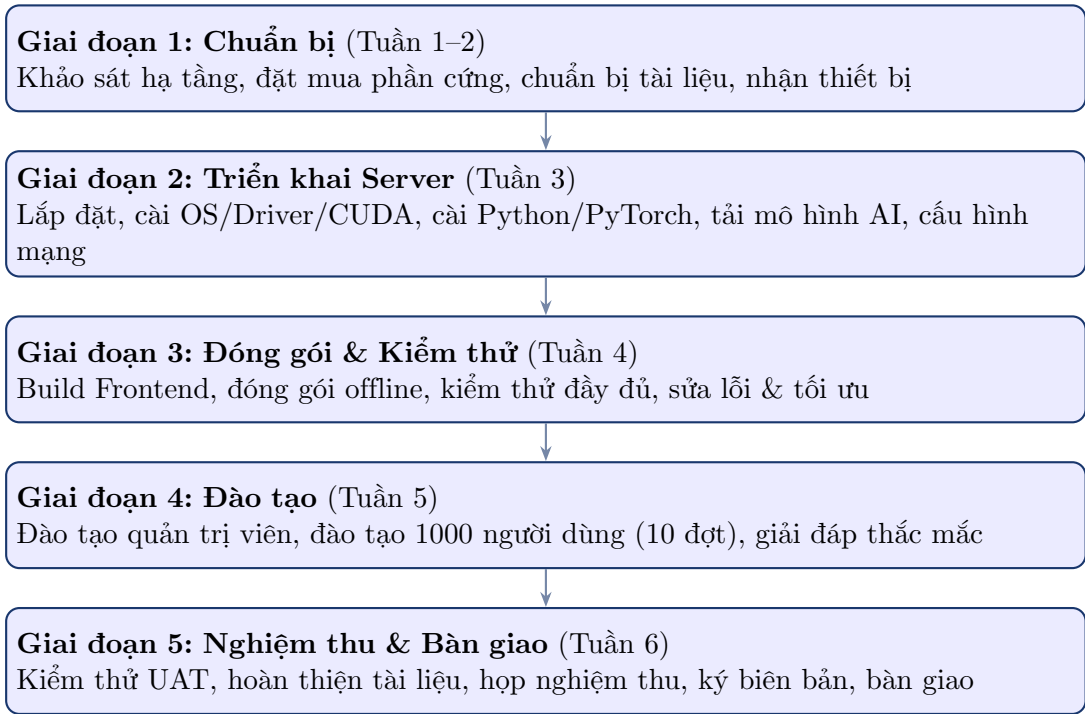 Giai đoạn 1: Chuẩn bị (Tuần 1–2)
Khảo sát hạ tầng, đặt mua phần cứng, chuẩn bị tài liệu, nhận thiết bị
Giai đoạn 2: Triển khai Server (Tuần 3)
Lắp đặt, cài OS/Driver/CUDA, cài Python/PyTorch, tải mô hình AI, cấu hình
mạng
Giai đoạn 3: Đóng gói & Kiểm thử (Tuần 4)
Build Frontend, đóng gói offline, kiểm thử đầy đủ, sửa lỗi & tối ưu
Giai đoạn 4: Đào tạo (Tuần 5)
Đào tạo quản trị viên, đào tạo 1000 người dùng (10 đợt), giải đáp thắc mắc
Giai đoạn 5: Nghiệm thu & Bàn giao (Tuần 6)
Kiểm thử UAT, hoàn thiện tài liệu, họp nghiệm thu, ký biên bản, bàn giao